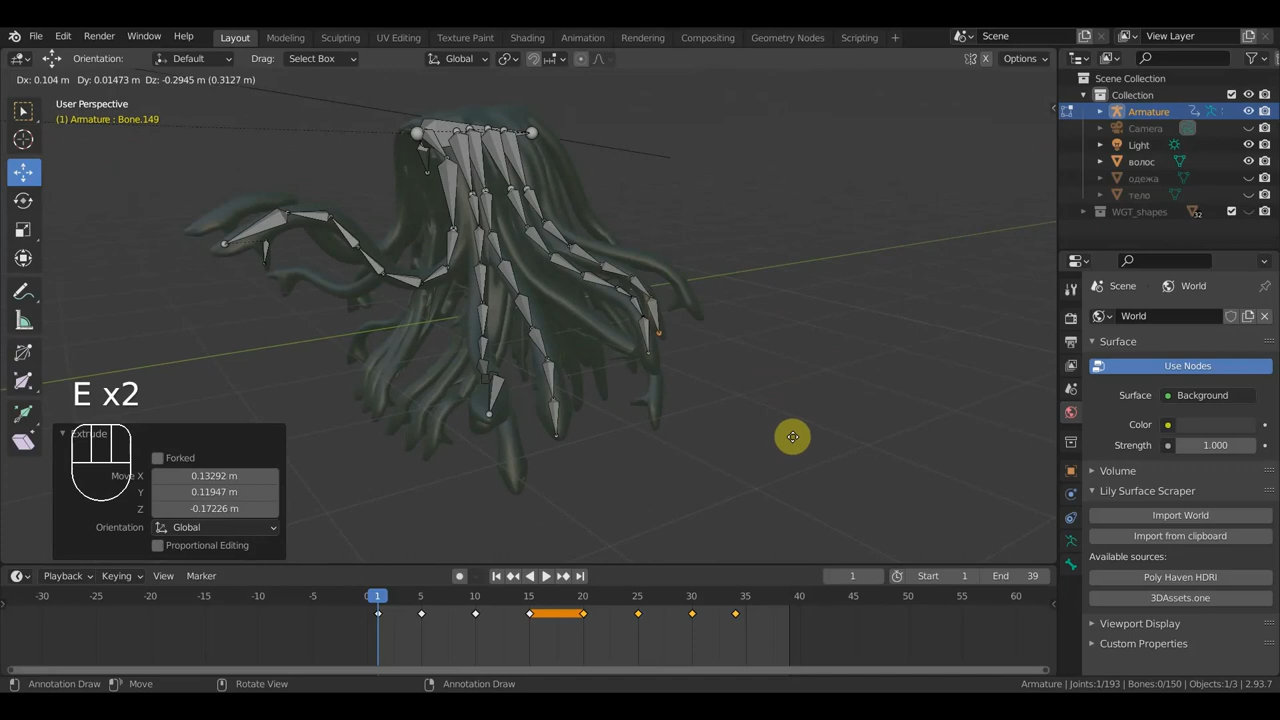 File Edit Render Window Help Layout Modeling Sculpting UV Editing Texture Paint Shading Animation Rendering Compositing Geometry Nodes Scripting + Scene View Layer
Orientation: Default Drag: Select Box Global X Options
Dx: 0.104 m Dy: 0.01473 m Dz: -0.2945 m (0.3127 m)
User Perspective
(1) Armature : Bone.149
Scene Collection
Collection
Armature
Camera
Light
волос
одежа
тело
WGT_shapes 32
Scene World
World
Surface
Use Nodes
Surface Background
Color
Strength 1.000
Volume
Lily Surface Scraper
Import World
Import from clipboard
Available sources:
Poly Haven HDRI
3DAssets.one
Viewport Display
Custom Properties
E x2
Extrude
Forked
Move X 0.13292 m
Y 0.11947 m
Z -0.17226 m
Orientation Global
Proportional Editing
Playback Keying View Marker 1 Start 1 End 39
-30 -25 -20 -15 -10 -5 1 5 10 15 20 25 30 35 40 45 50 55 60
Annotation Draw Move Rotate View Annotation Draw Armature | Joints:1/193 | Bones:0/150 | Objects:1/3 | 2.93.7